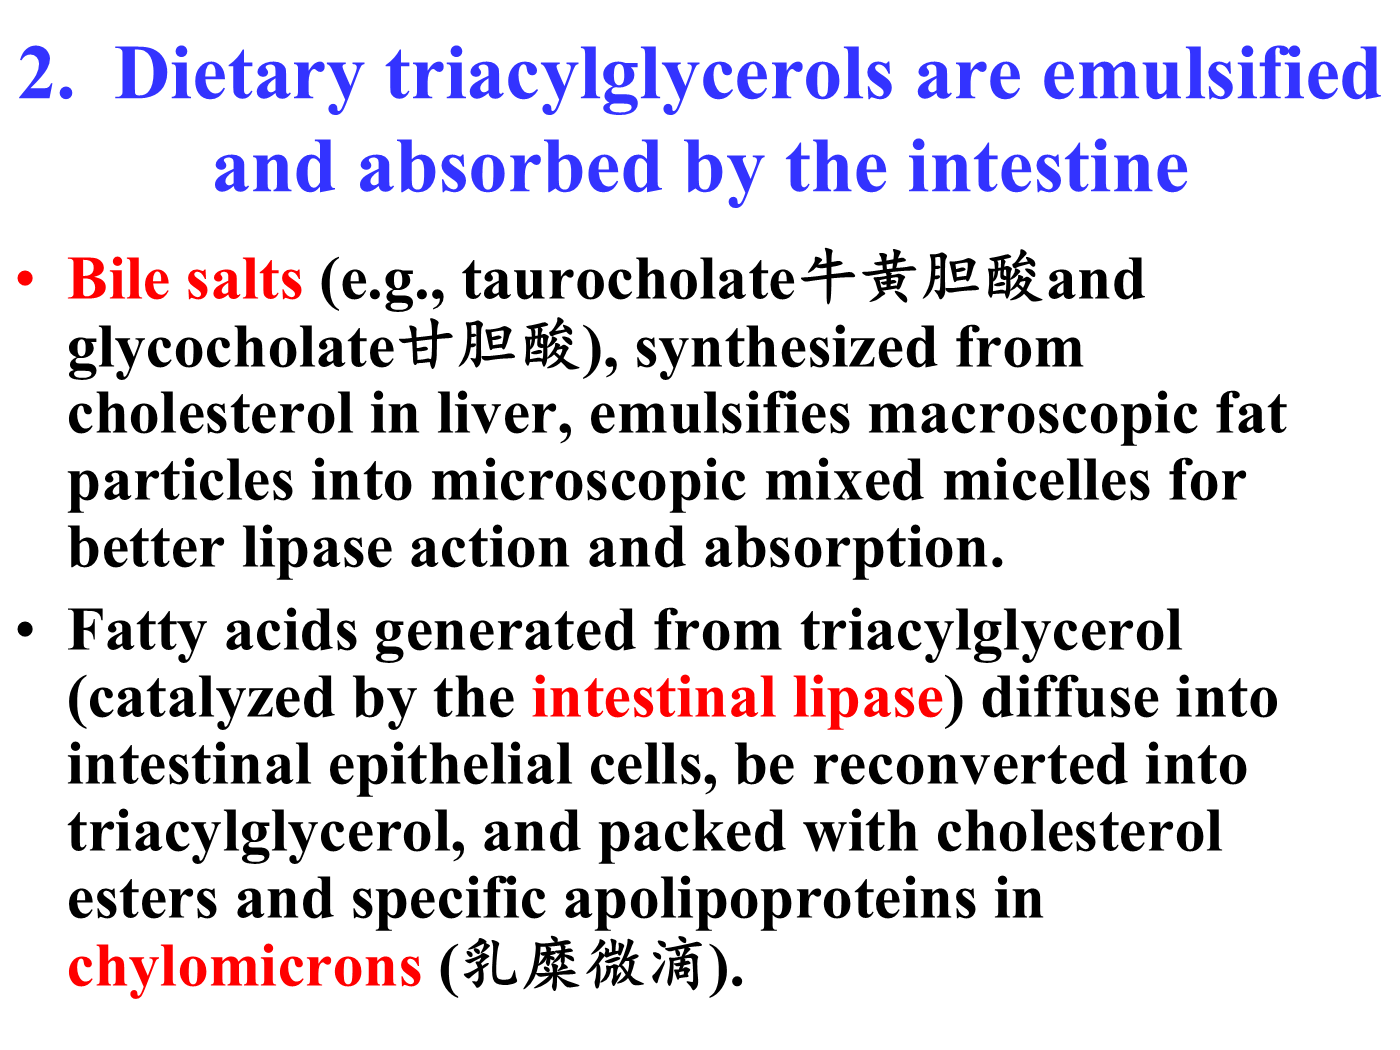 2. Dietary triacylglycerols are emulsified
and absorbed by the intestine
• Bile salts (e.g., taurocholate牛黄胆酸and
glycocholate甘胆酸), synthesized from
cholesterol in liver, emulsifies macroscopic fat
particles into microscopic mixed micelles for
better lipase action and absorption.
• Fatty acids generated from triacylglycerol
(catalyzed by the intestinal lipase) diffuse into
intestinal epithelial cells, be reconverted into
triacylglycerol, and packed with cholesterol
esters and specific apolipoproteins in
chylomicrons (乳糜微滴).